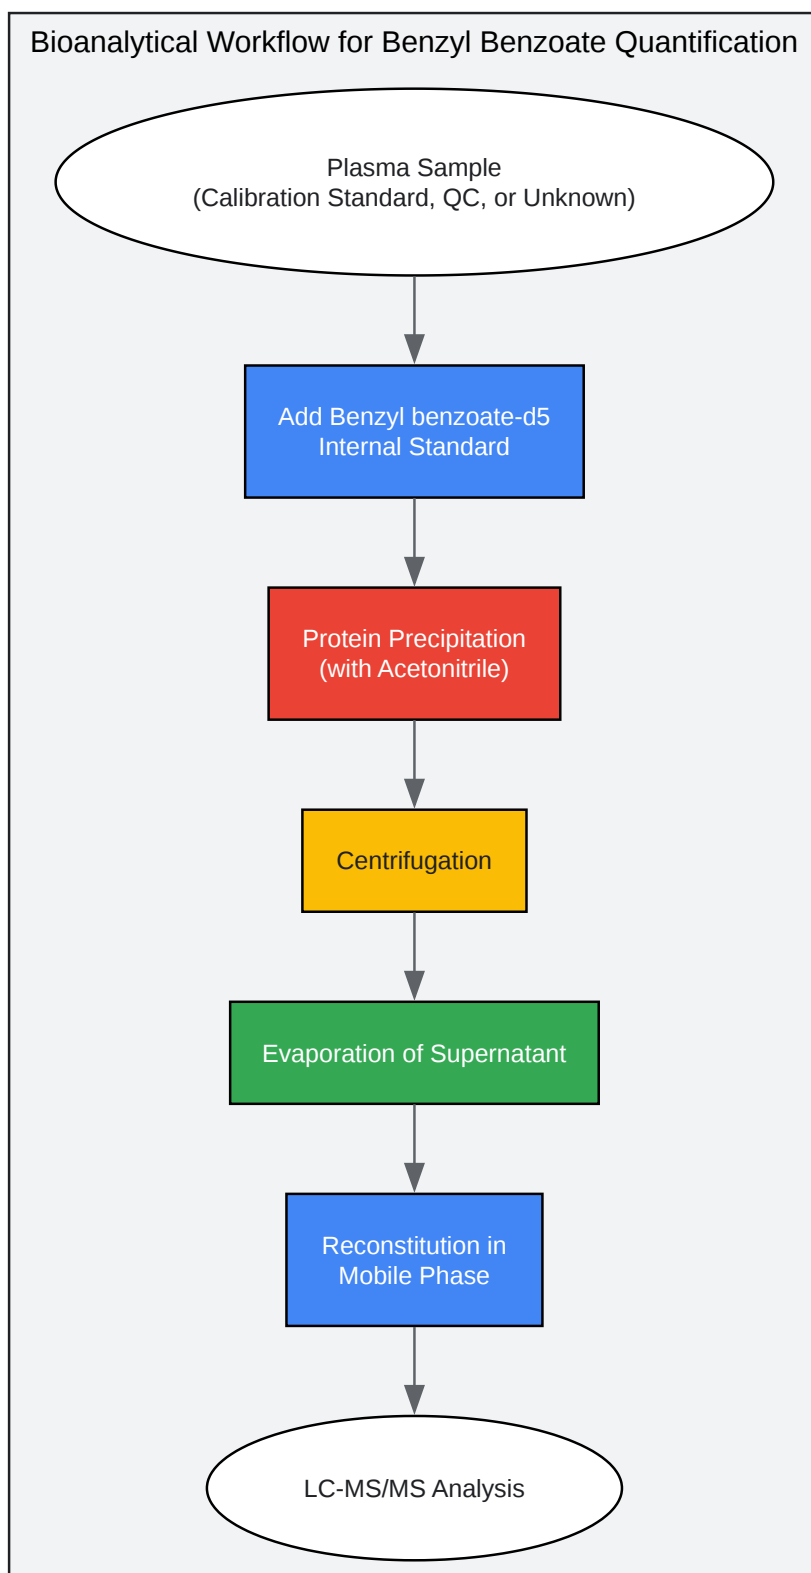 Bioanalytical Workflow for Benzyl Benzoate Quantification
Plasma Sample
(Calibration Standard, QC, or Unknown)
Add Benzyl benzoate-d5
Internal Standard
Protein Precipitation
(with Acetonitrile)
Centrifugation
Evaporation of Supernatant
Reconstitution in
Mobile Phase
LC-MS/MS Analysis